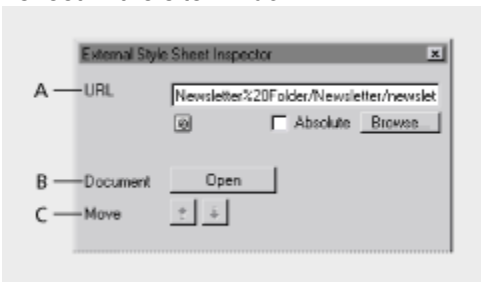 External Style Sheet Inspector
A URL Newsletter%20Folder/Newsletter/newslet
Absolute Browse...
B Document Open
C Move